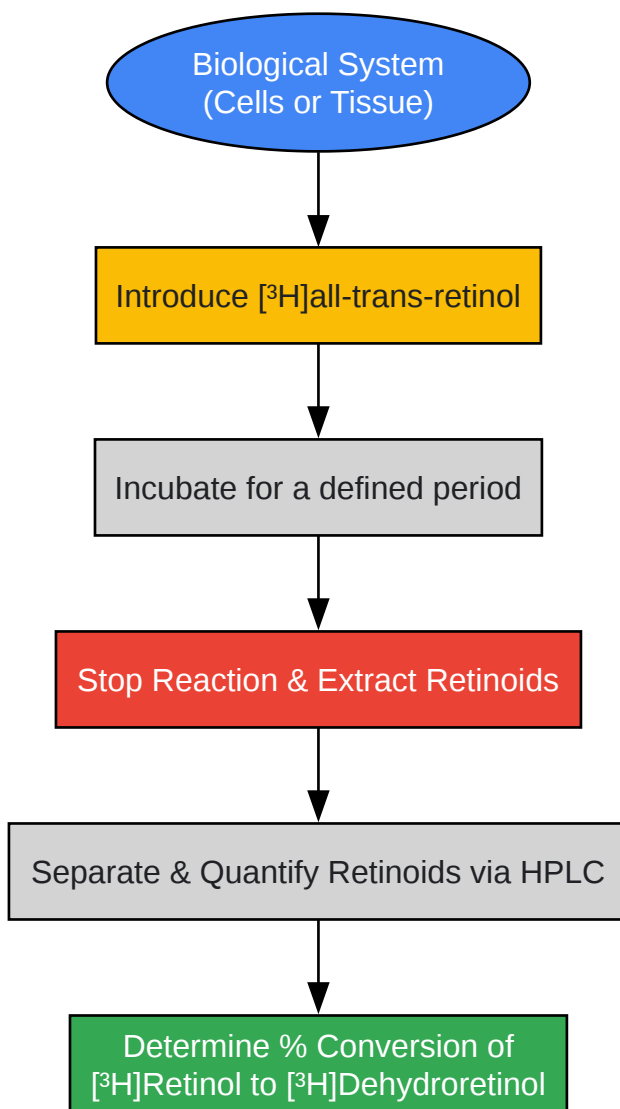 Biological System
(Cells or Tissue)
Introduce [³H]all-trans-retinol
Incubate for a defined period
Stop Reaction & Extract Retinoids
Separate & Quantify Retinoids via HPLC
Determine % Conversion of
[³H]Retinol to [³H]Dehydroretinol